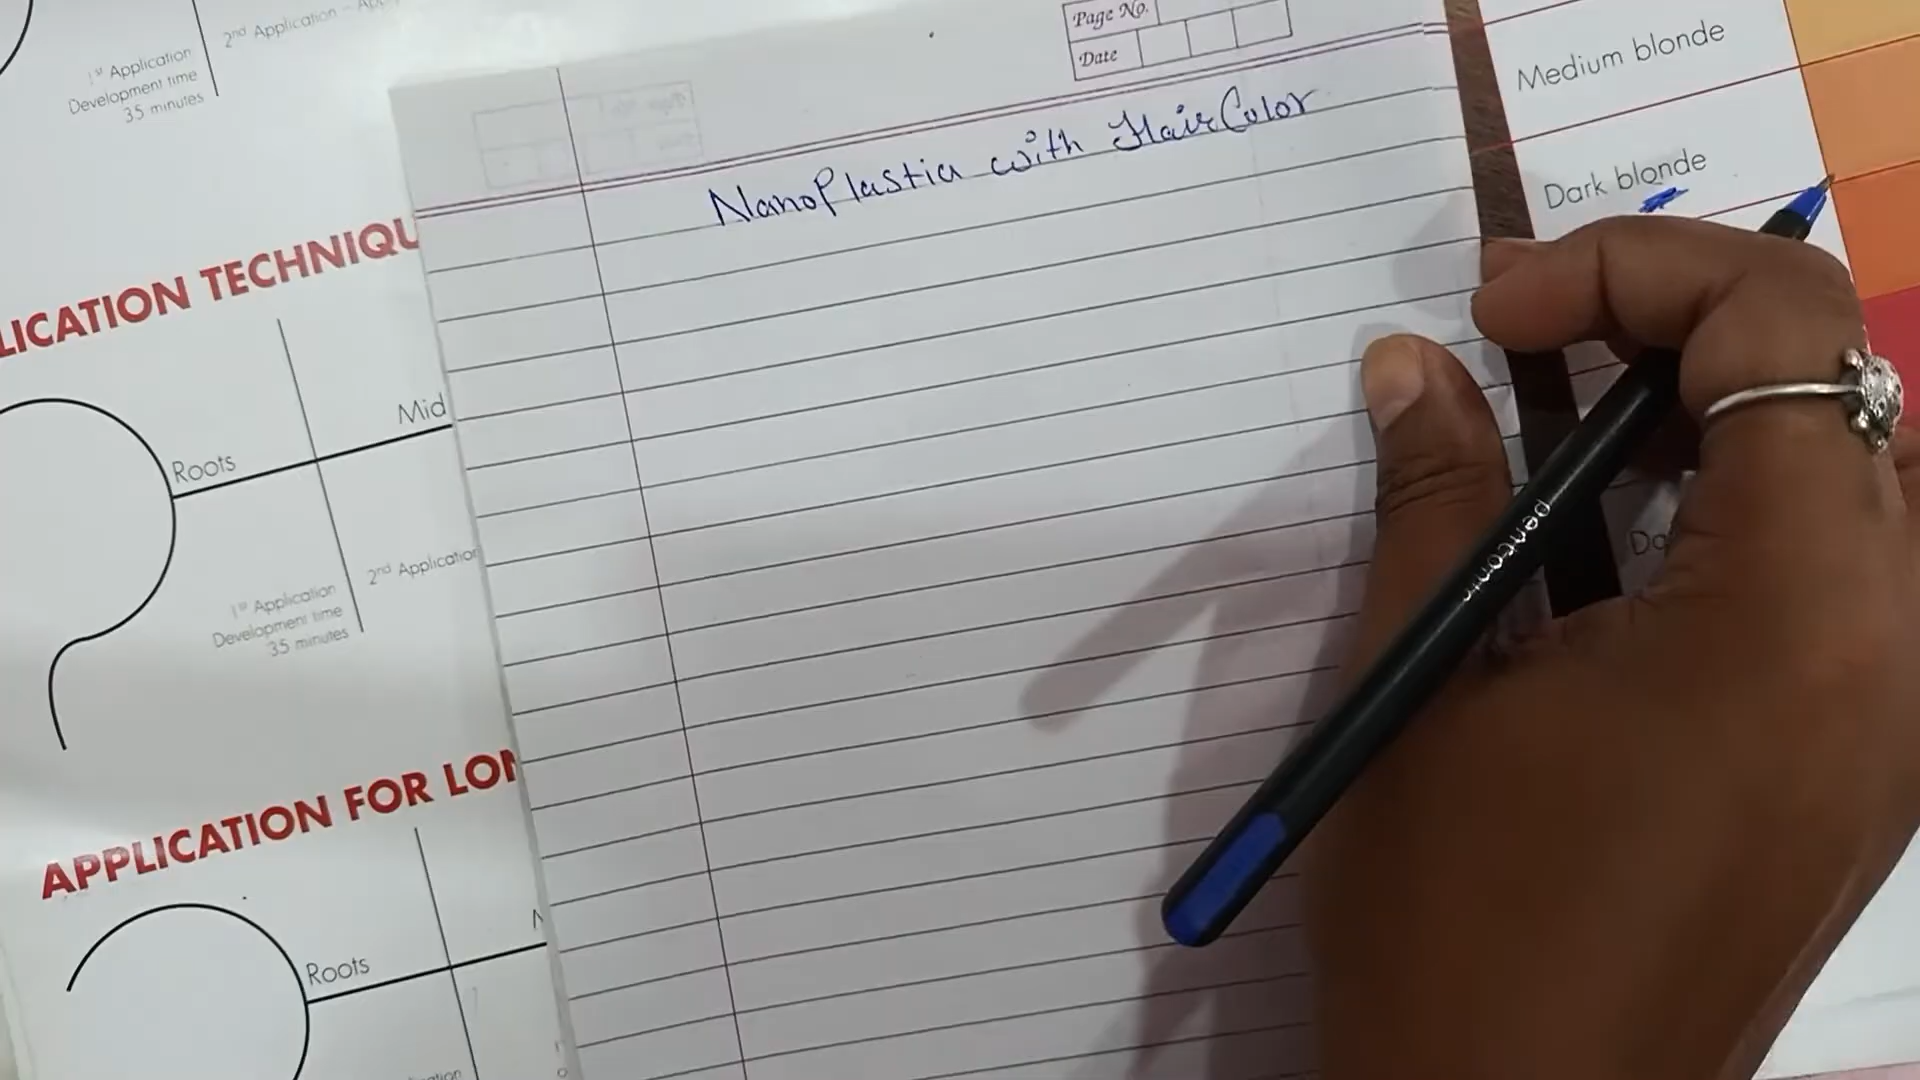 1st Application
Development time
35 minutes
2nd Application
Page No.
Date
NanoPlastia with HairColor
Medium blonde
Dark blonde
LICATION TECHNIQU
Roots
Mid
1st Application
Development time
35 minutes
2nd Application
pentonic
Da
APPLICATION FOR LON
Roots